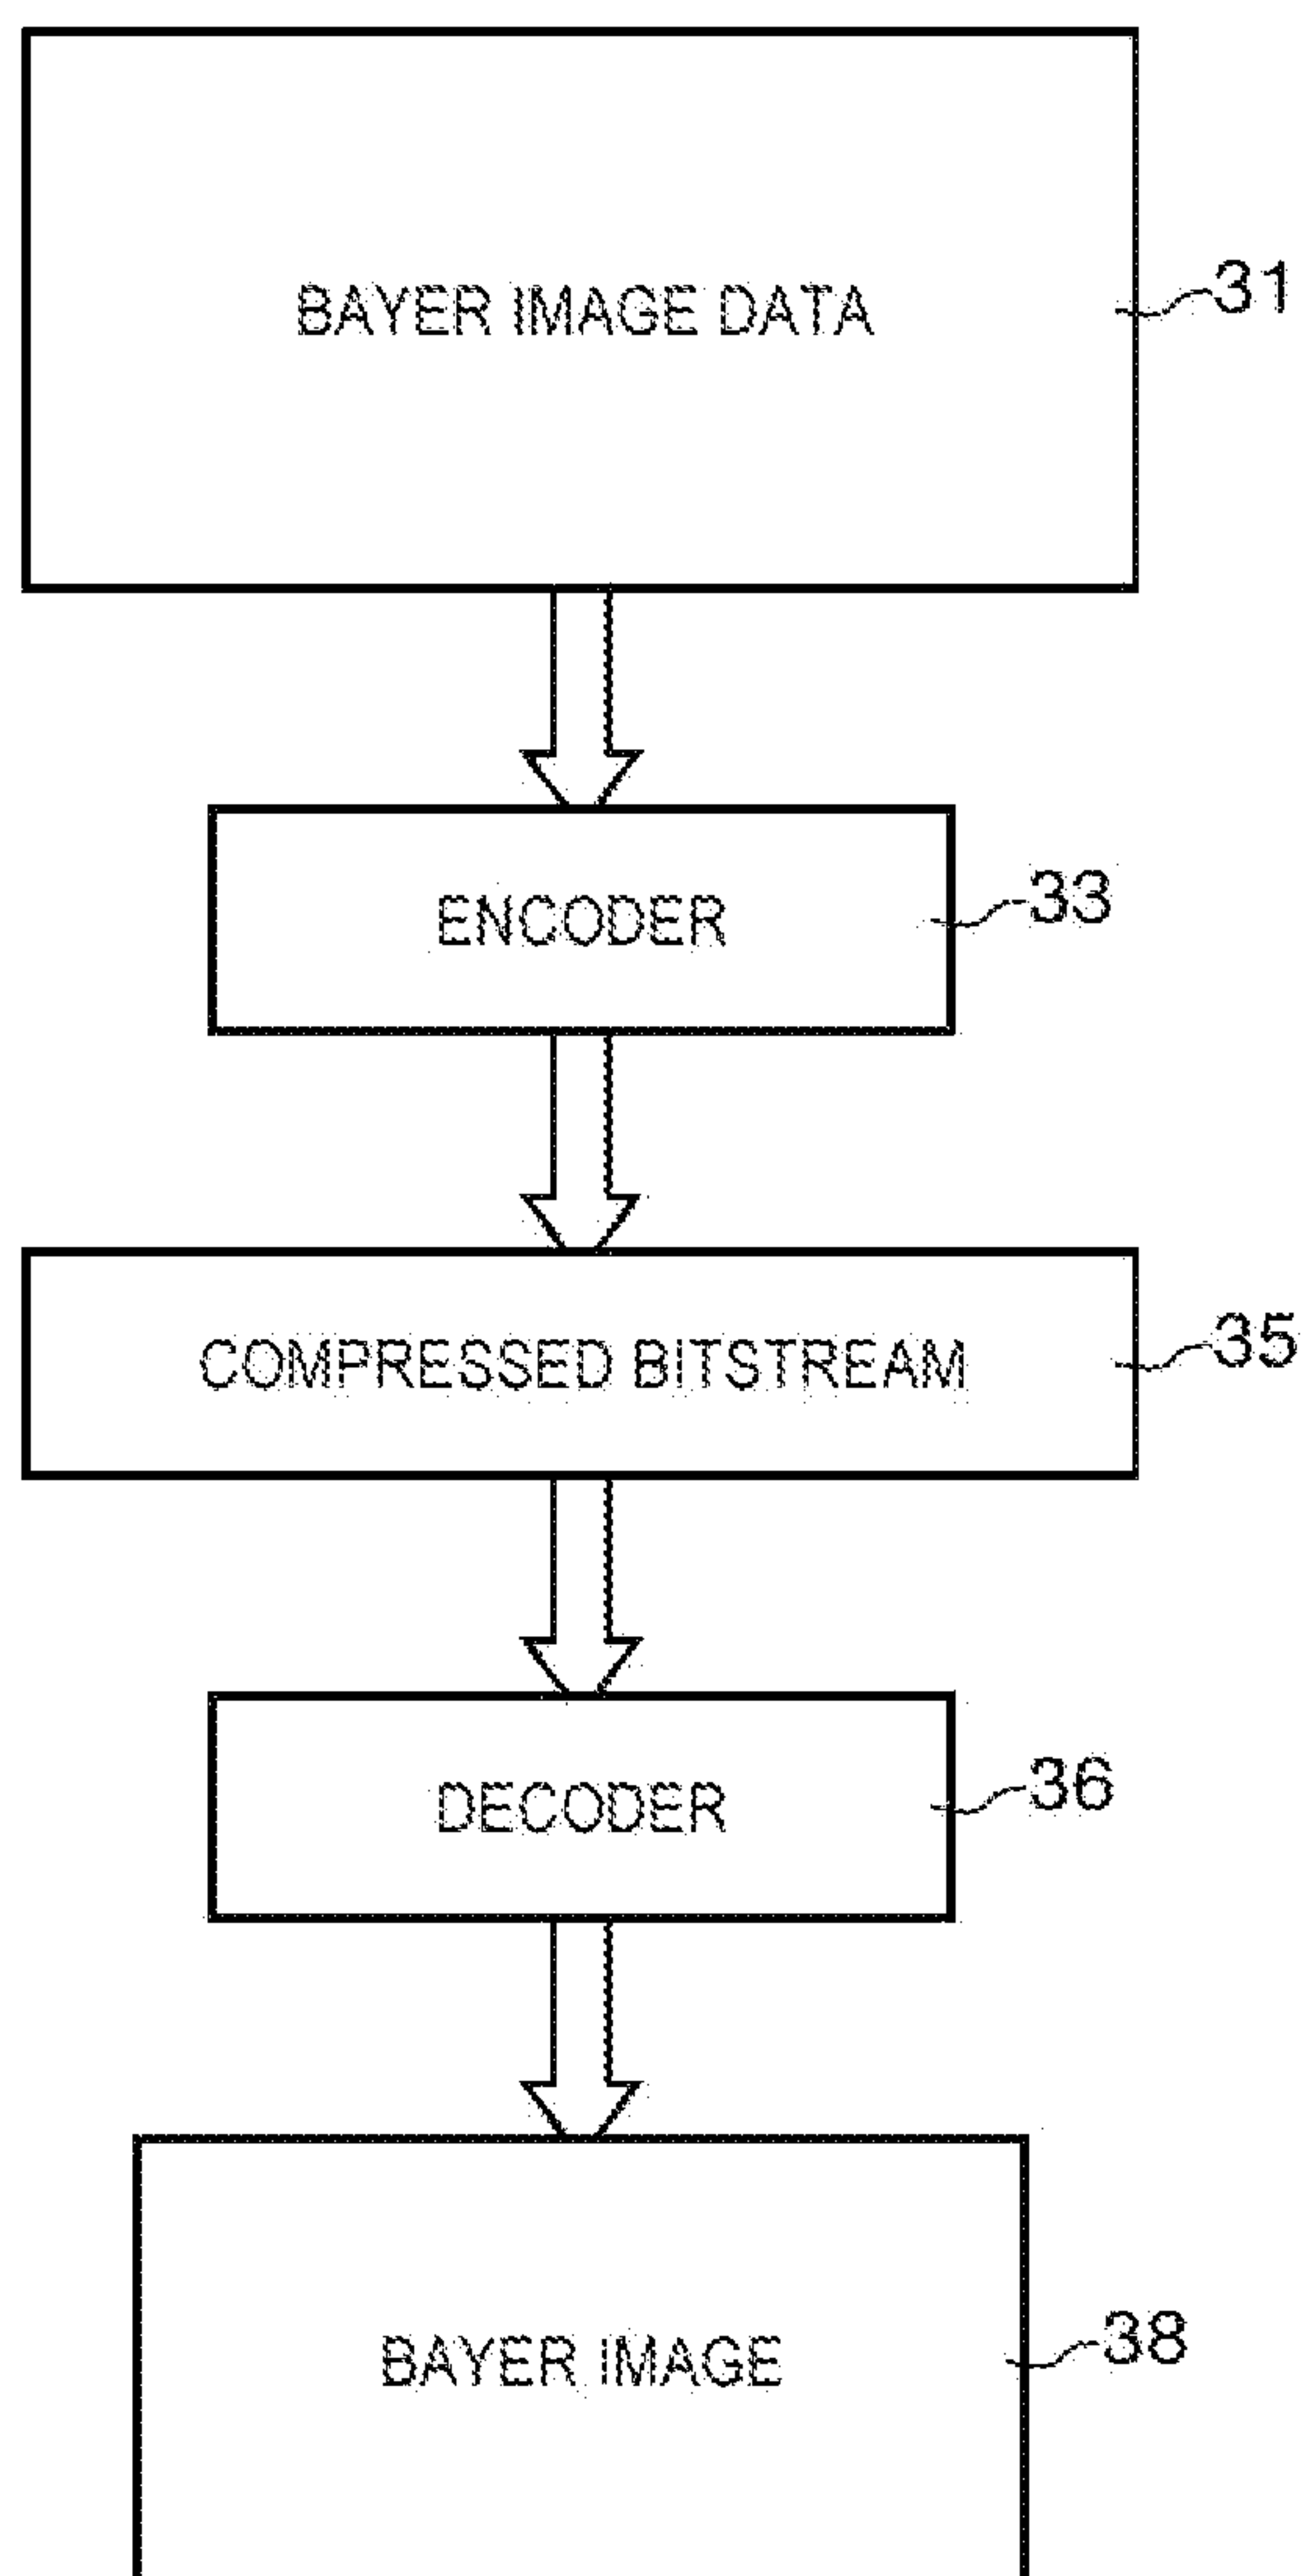 BAYER IMAGE DATA
31
ENCODER
33
COMPRESSED BITSTREAM
35
DECODER
36
BAYER IMAGE
38